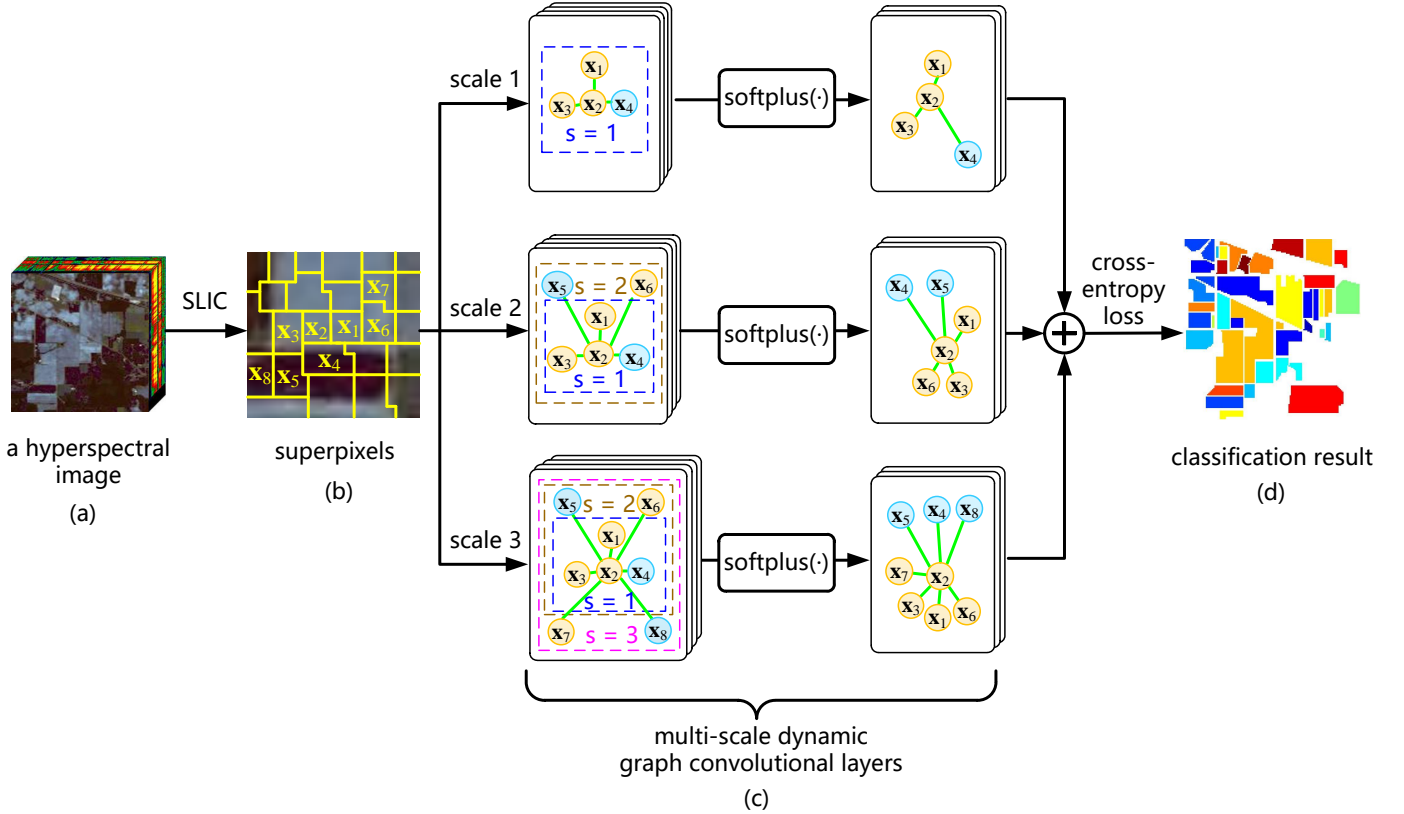 a hyperspectral
image
(a)
SLIC
x7
x3 x2 x1 x6
x4
x8 x5
superpixels
(b)
scale 1
x1
x3 x2 x4
s = 1
softplus(·)
x1
x2
x3
x4
scale 2
x5 s = 2 x6
x1
x3 x2 x4
s = 1
softplus(·)
x4 x5
x1
x2
x6 x3
scale 3
x5 s = 2 x6
x1
x3 x2 x4
s = 1
x7 s = 3 x8
softplus(·)
x5 x4 x8
x7 x2
x3 x1 x6
multi-scale dynamic
graph convolutional layers
(c)
+
cross-
entropy
loss
classification result
(d)